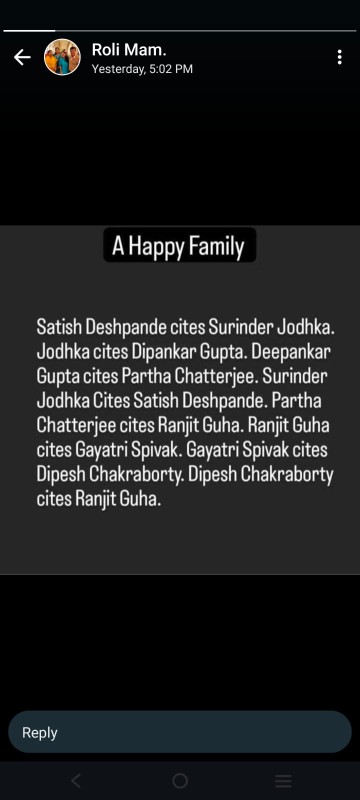 Roli Mam.
Yesterday, 5:02 PM
A Happy Family
Satish Deshpande cites Surinder Jodhka.
Jodhka cites Dipankar Gupta. Deepankar
Gupta cites Partha Chatterjee. Surinder
Jodhka Cites Satish Deshpande. Partha
Chatterjee cites Ranjit Guha. Ranjit Guha
cites Gayatri Spivak. Gayatri Spivak cites
Dipesh Chakraborty. Dipesh Chakraborty
cites Ranjit Guha.
Reply